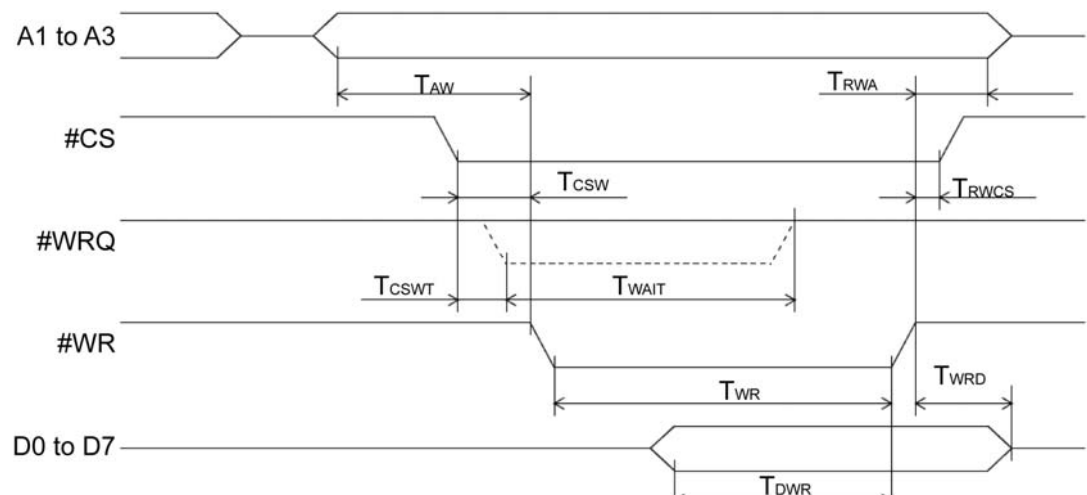 A1 to A3
TAW
TRWA
#CS
TCSW
TRWCS
#WRQ
TCSWT
TWAIT
#WR
TWR
TWRD
D0 to D7
TDWR